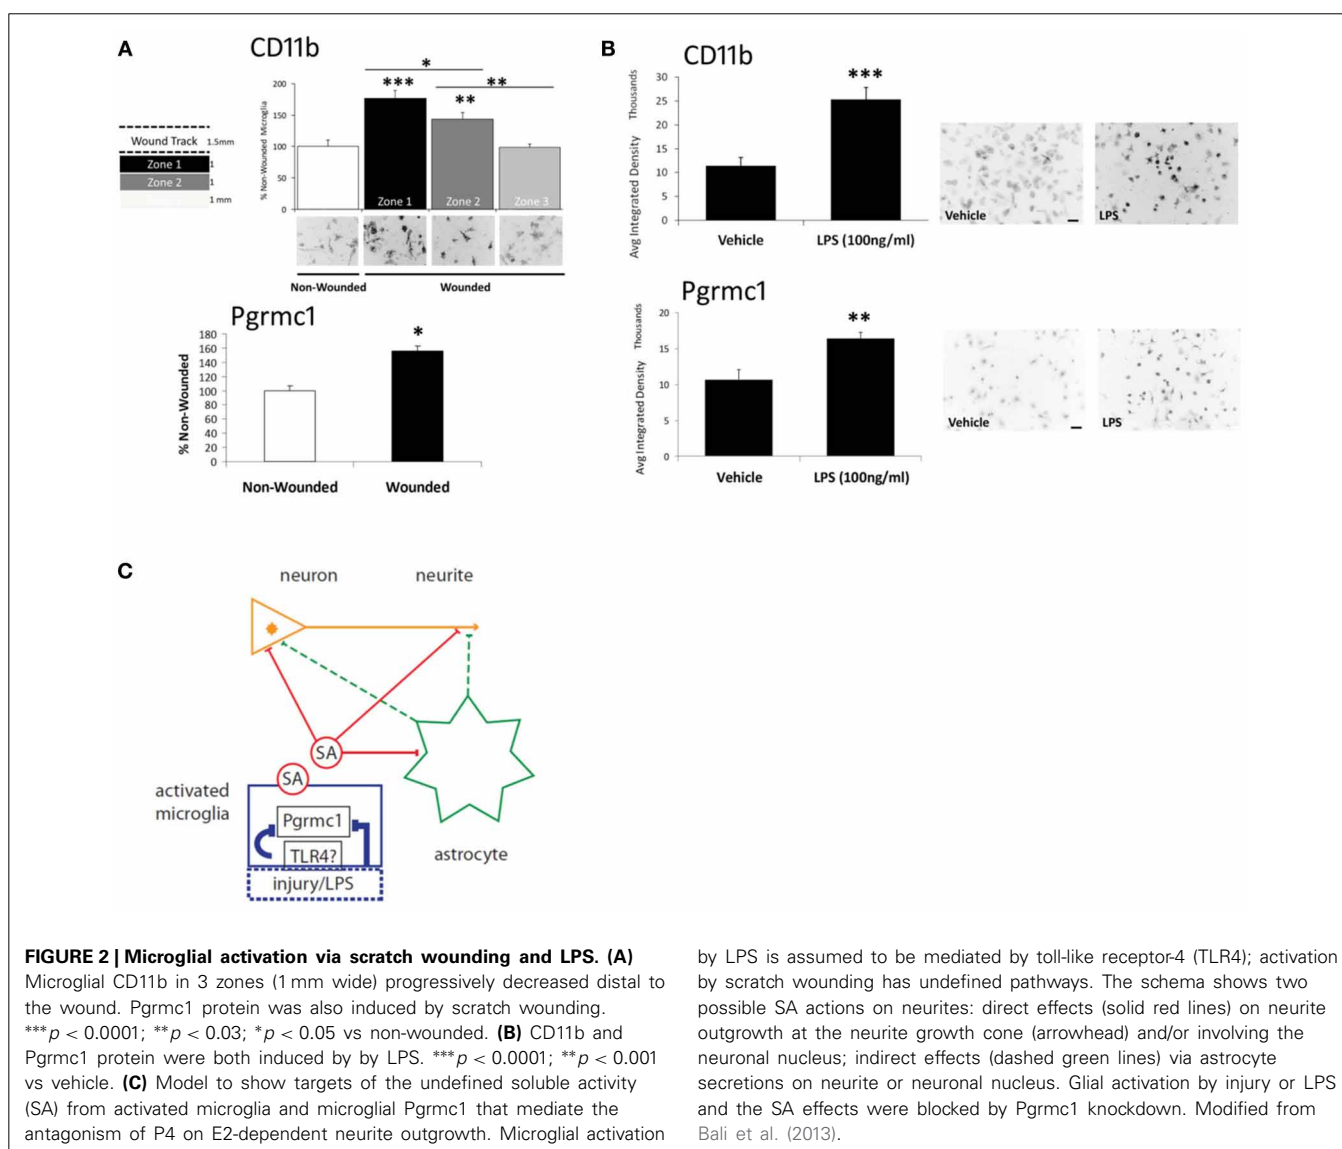 A
CD11b
*
***
**
**
% Non-Wounded Microglia
200
150
100
50
0
Zone 1
Zone 2
Zone 3
Wound Track 1.5mm
Zone 1 1
Zone 2 1
1 mm
Non-Wounded
Wounded
Pgrmc1
*
% Non-Wounded
180
160
140
120
100
80
60
40
20
0
Non-Wounded
Wounded
B
CD11b
***
Avg Integrated Density Thousands
30
25
20
15
10
5
0
Vehicle
LPS (100ng/ml)
Vehicle
LPS
Pgrmc1
**
Avg Integrated Density Thousands
20
15
10
5
0
Vehicle
LPS (100ng/ml)
Vehicle
LPS
C
neuron
neurite
SA
SA
activated
microglia
Pgrmc1
TLR4?
injury/LPS
astrocyte
FIGURE 2 | Microglial activation via scratch wounding and LPS. (A)
Microglial CD11b in 3 zones (1 mm wide) progressively decreased distal to
the wound. Pgrmc1 protein was also induced by scratch wounding.
***p < 0.0001; **p < 0.03; *p < 0.05 vs non-wounded. (B) CD11b and
Pgrmc1 protein were both induced by by LPS. ***p < 0.0001; **p < 0.001
vs vehicle. (C) Model to show targets of the undefined soluble activity
(SA) from activated microglia and microglial Pgrmc1 that mediate the
antagonism of P4 on E2-dependent neurite outgrowth. Microglial activation
by LPS is assumed to be mediated by toll-like receptor-4 (TLR4); activation
by scratch wounding has undefined pathways. The schema shows two
possible SA actions on neurites: direct effects (solid red lines) on neurite
outgrowth at the neurite growth cone (arrowhead) and/or involving the
neuronal nucleus; indirect effects (dashed green lines) via astrocyte
secretions on neurite or neuronal nucleus. Glial activation by injury or LPS
and the SA effects were blocked by Pgrmc1 knockdown. Modified from
Bali et al. (2013).